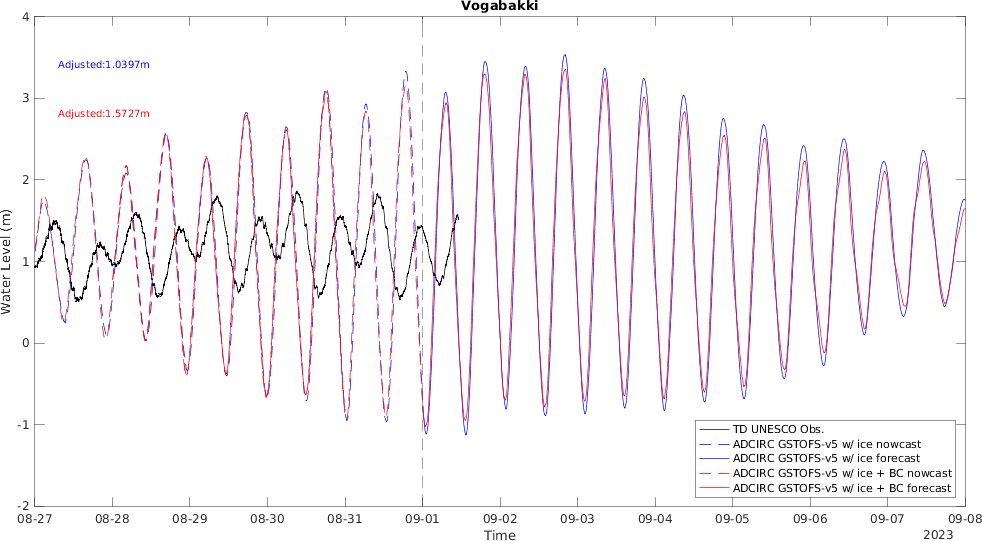 Vogabakki
4
3
2
1
0
-1
-2
Water Level (m)
Adjusted:1.0397m
Adjusted:1.5727m
TD UNESCO Obs.
ADCIRC GSTOFS-v5 w/ ice nowcast
ADCIRC GSTOFS-v5 w/ ice forecast
ADCIRC GSTOFS-v5 w/ ice + BC nowcast
ADCIRC GSTOFS-v5 w/ ice + BC forecast
08-27 08-28 08-29 08-30 08-31 09-01 09-02 09-03 09-04 09-05 09-06 09-07 09-08
Time
2023